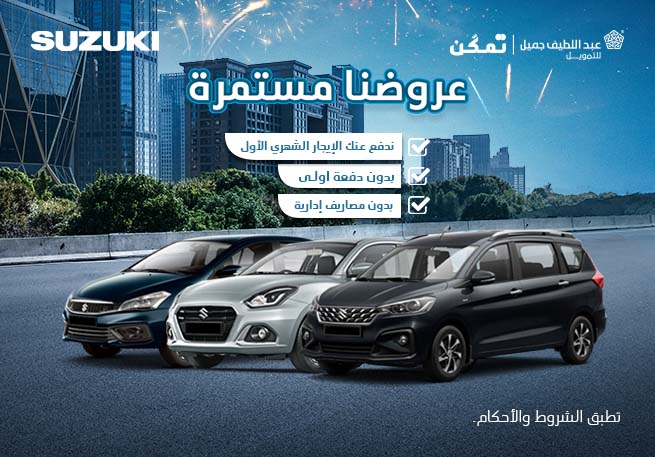 SUZUKI
تمكّن | عبد اللطيف جميل
للتمويل
عروضنا مستمرة
ندفع عنك الإيجار الشهري الأول
بدون دفعة اولى
بدون مصاريف إدارية
تطبق الشروط والأحكام.